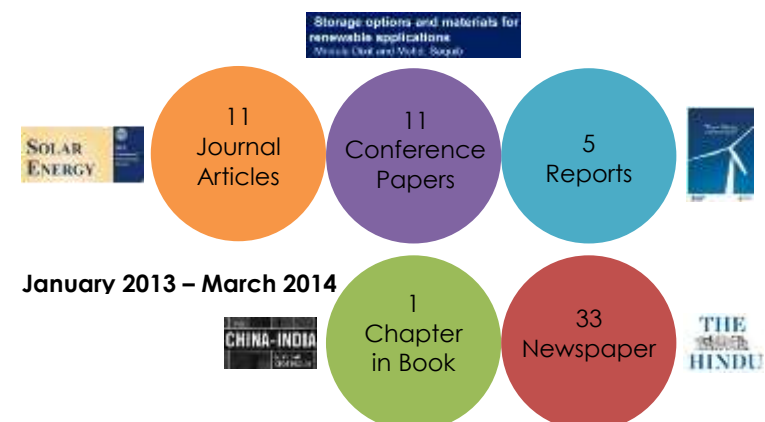 Storage options and materials for
renewable applications
11
Journal
Articles
11
Conference
Papers
5
Reports
SOLAR
ENERGY
January 2013 – March 2014
1
Chapter
in Book
33
Newspaper
CHINA-INDIA
THE
HINDU